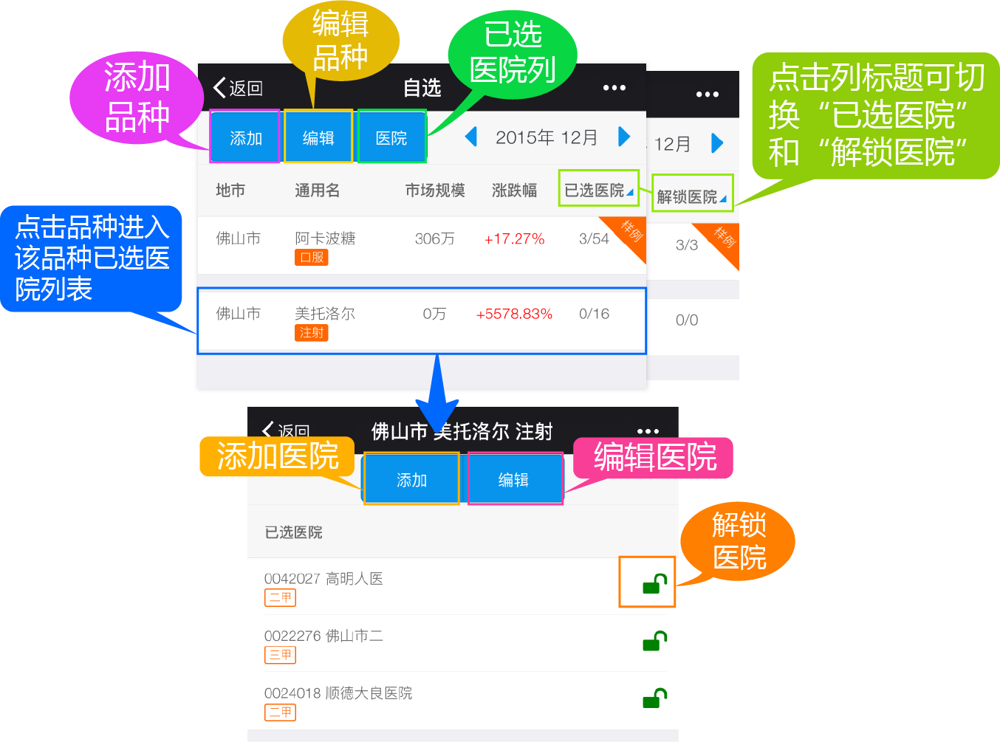 编辑
品种
已选
医院列
添加
品种
点击列标题可切
换“已选医院”
和“解锁医院”
返回
自选
添加
编辑
医院
2015年 12月
12月
地市
通用名
市场规模
涨跌幅
已选医院
解锁医院
点击品种进入
该品种已选医
院列表
佛山市
阿卡波糖
306万
+17.27%
3/54
样例
3/3
样例
口服
佛山市
美托洛尔
0万
+5578.83%
0/16
0/0
注射
返回
佛山市 美托洛尔 注射
添加医院
编辑医院
添加
编辑
已选医院
解锁
医院
0042027 高明人医
二甲
0022276 佛山市二
三甲
0024018 顺德大良医院
二甲